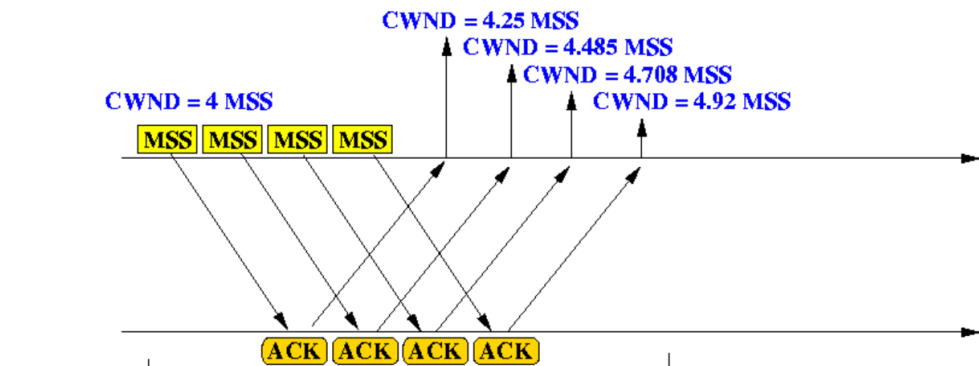 CWND = 4.25 MSS
CWND = 4.485 MSS
CWND = 4.708 MSS
CWND = 4 MSS
CWND = 4.92 MSS
MSS MSS MSS MSS
ACK ACK ACK ACK